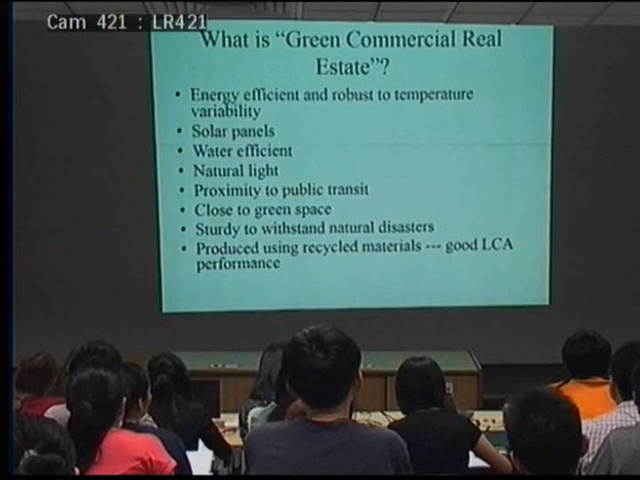 Cam 421 : LR421
What is “Green Commercial Real
Estate”?
• Energy efficient and robust to temperature
variability
• Solar panels
• Water efficient
• Natural light
• Proximity to public transit
• Close to green space
• Sturdy to withstand natural disasters
• Produced using recycled materials --- good LCA
performance